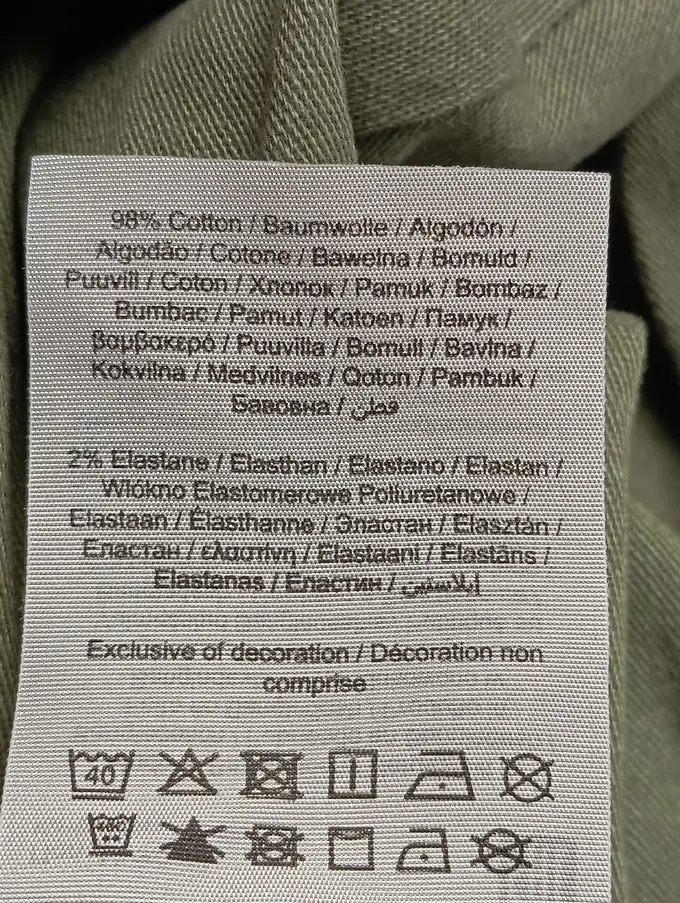 98% Cotton / Baumwolle / Algodón /
Algodão / Cotone / Bawełna / Bomuld /
Puuvill / Coton / Хлопок / Pamuk / Bombaz /
Bumbac / Pamut / Katoen / Памук /
βαμβακερό / Puuvilla / Bomull / Bavlna /
Kokvilna / Medvilnės / Qoton / Pambuk /
Бавовна / قطن
2% Elastane / Elasthan / Elastano / Elastan /
Włókno Elastomerowe Poliuretanowe /
Elastaan / Élasthanne / Эластан / Elasztán /
Еластан / ελαστίνη / Elastaani / Elastāns /
Elastanas / Еластин / إيلاستين
Exclusive of decoration / Décoration non
comprise
40